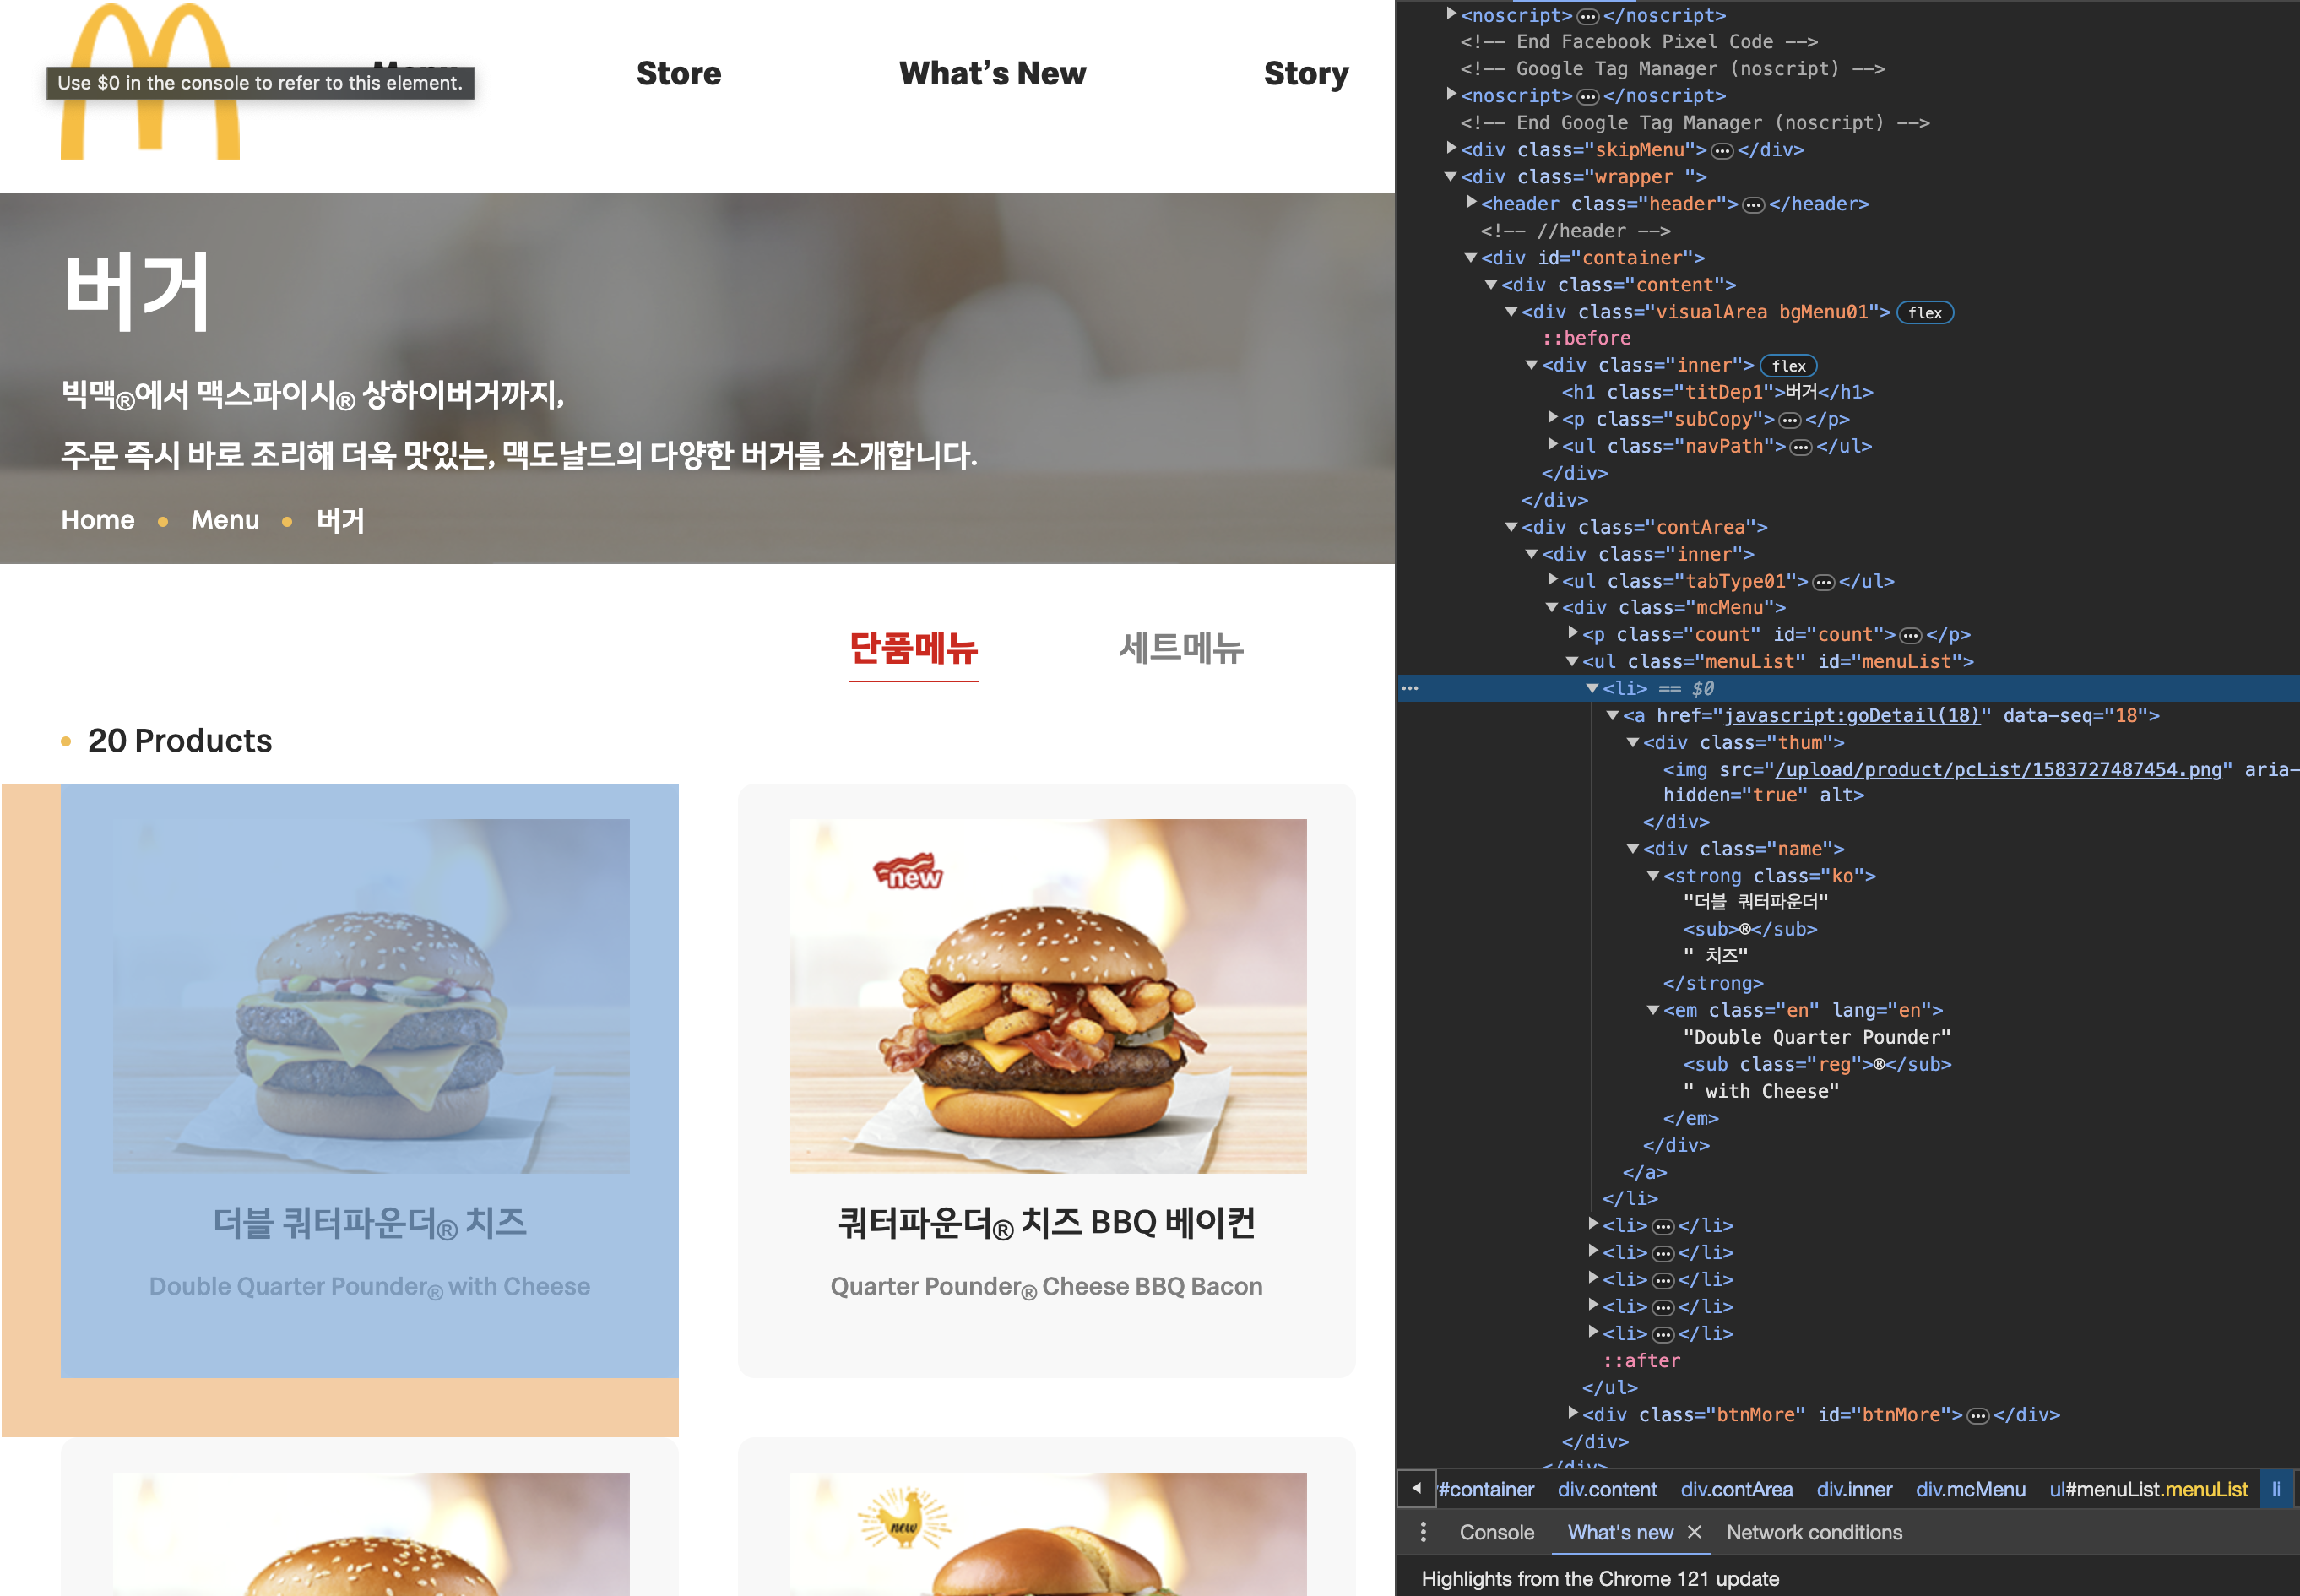 Use $0 in the console to refer to this element.
Store
What's New
Story
버거
빅맥®에서 맥스파이시® 상하이버거까지,
주문 즉시 바로 조리해 더욱 맛있는, 맥도날드의 다양한 버거를 소개합니다.
Home • Menu • 버거
단품메뉴
세트메뉴
• 20 Products
new
더블 쿼터파운더® 치즈
Double Quarter Pounder® with Cheese
쿼터파운더® 치즈 BBQ 베이컨
Quarter Pounder® Cheese BBQ Bacon
new
<noscript>…</noscript>
<!-- End Facebook Pixel Code -->
<!-- Google Tag Manager (noscript) -->
<noscript>…</noscript>
<!-- End Google Tag Manager (noscript) -->
<div class="skipMenu">…</div>
<div class="wrapper ">
<header class="header">…</header>
<!-- //header -->
<div id="container">
<div class="content">
<div class="visualArea bgMenu01"> flex
::before
<div class="inner"> flex
<h1 class="titDep1">버거</h1>
<p class="subCopy">…</p>
<ul class="navPath">…</ul>
</div>
</div>
<div class="contArea">
<div class="inner">
<ul class="tabType01">…</ul>
<div class="mcMenu">
<p class="count" id="count">…</p>
<ul class="menuList" id="menuList">
… <li> == $0
<a href="javascript:goDetail(18)" data-seq="18">
<div class="thum">
<img src="/upload/product/pcList/1583727487454.png" aria-
hidden="true" alt>
</div>
<div class="name">
<strong class="ko">
"더블 쿼터파운더"
<sub>®</sub>
" 치즈"
</strong>
<em class="en" lang="en">
"Double Quarter Pounder"
<sub class="reg">®</sub>
" with Cheese"
</em>
</div>
</a>
</li>
<li>…</li>
<li>…</li>
<li>…</li>
<li>…</li>
<li>…</li>
::after
</ul>
<div class="btnMore" id="btnMore">…</div>
</div>
#container div.content div.contArea div.inner div.mcMenu ul#menuList.menuList li
Console What's new × Network conditions
Highlights from the Chrome 121 update